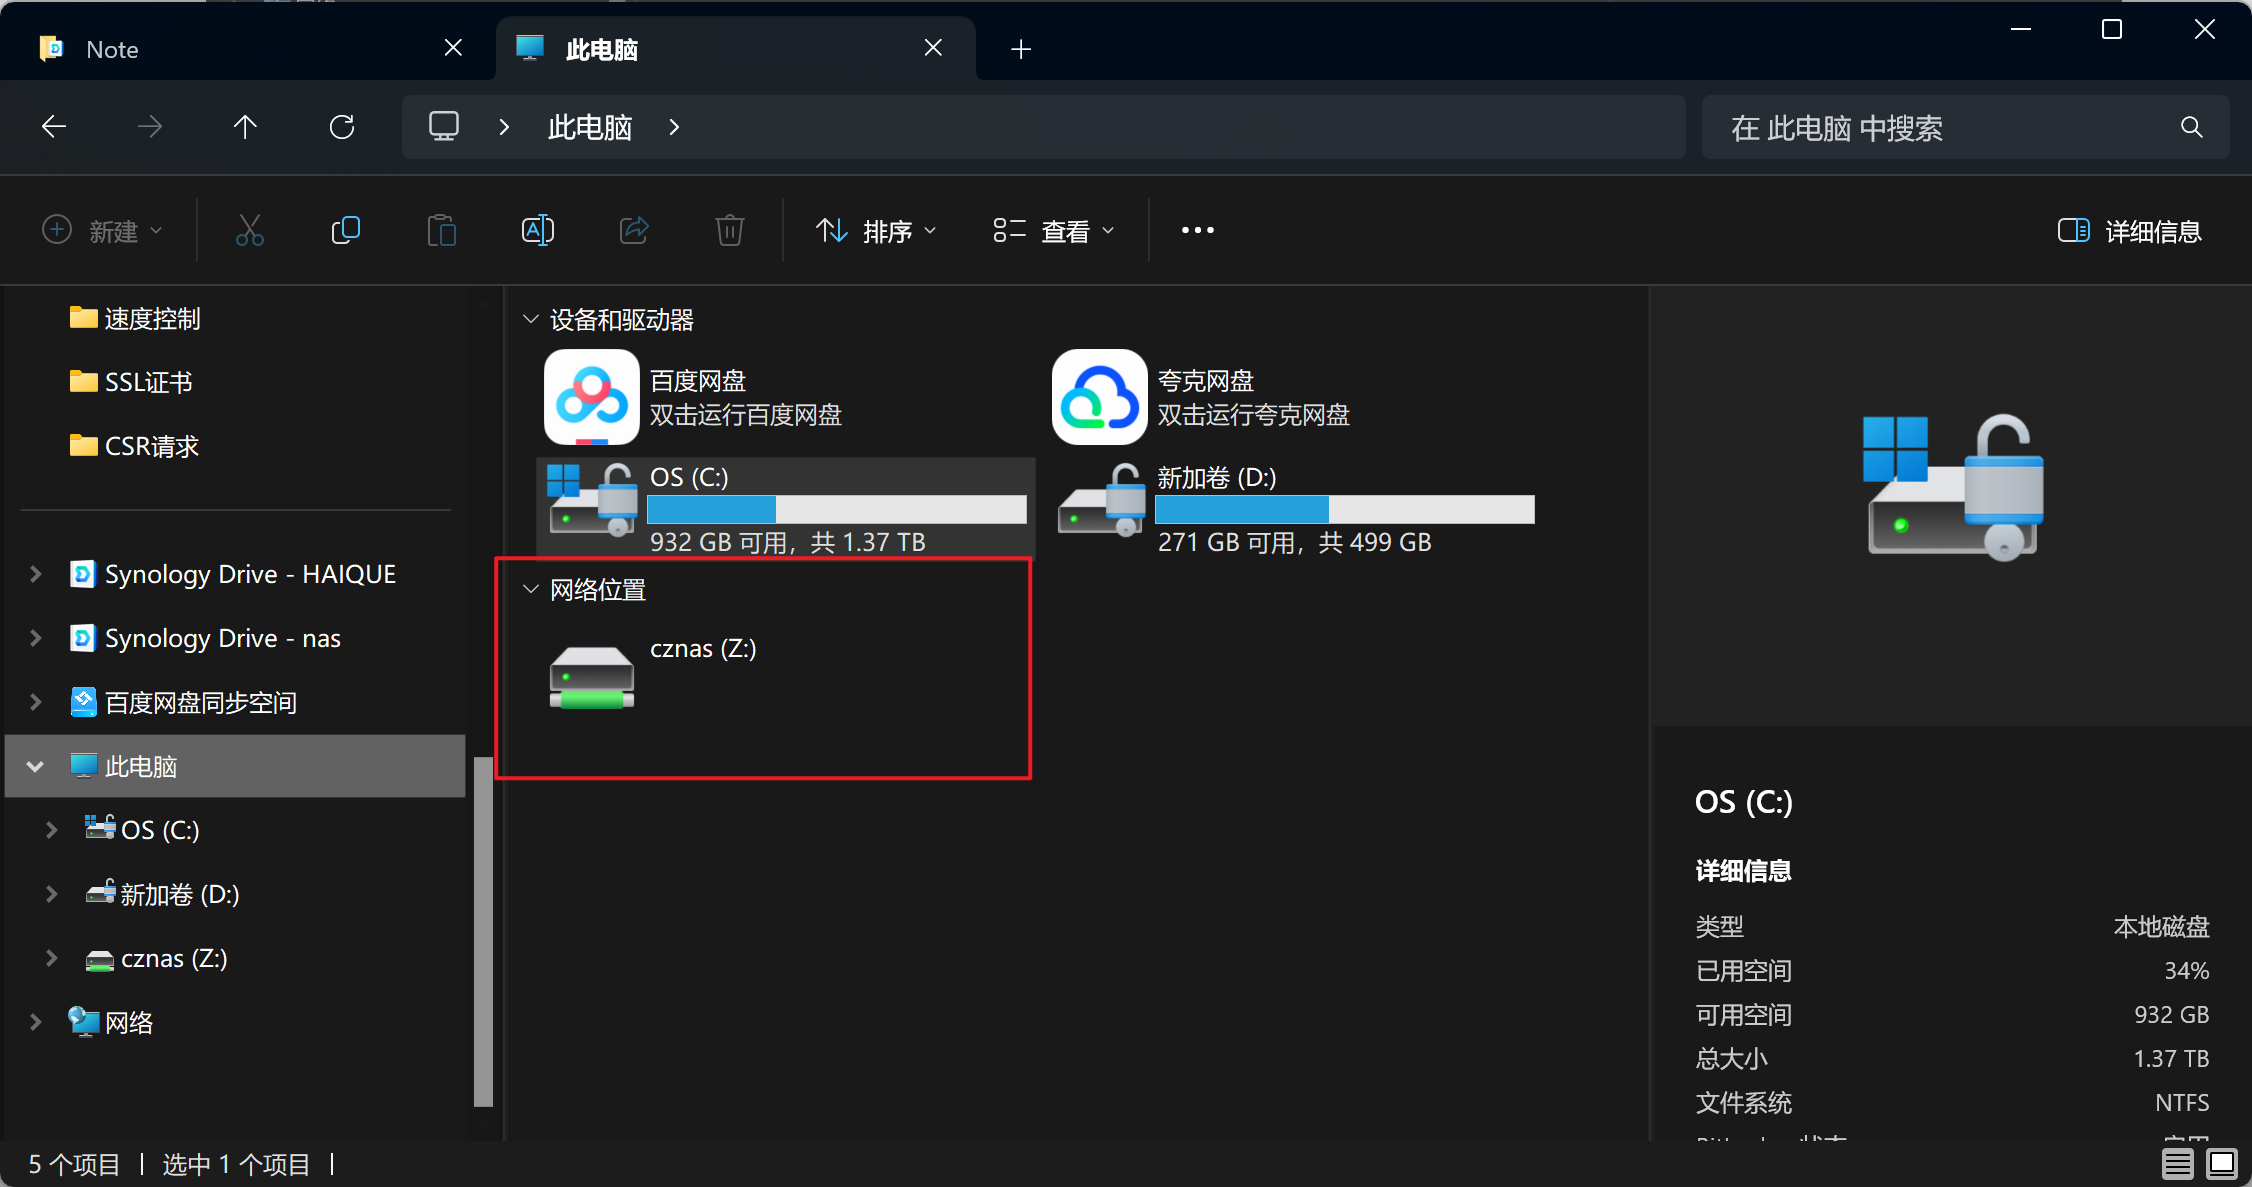 Note
此电脑
此电脑
在 此电脑 中搜索
新建
排序
查看
详细信息
速度控制
SSL证书
CSR请求
Synology Drive - HAIQUE
Synology Drive - nas
百度网盘同步空间
此电脑
OS (C:)
新加卷 (D:)
cznas (Z:)
网络
设备和驱动器
百度网盘
双击运行百度网盘
夸克网盘
双击运行夸克网盘
OS (C:)
932 GB 可用，共 1.37 TB
新加卷 (D:)
271 GB 可用，共 499 GB
网络位置
cznas (Z:)
OS (C:)
详细信息
类型 本地磁盘
已用空间 34%
可用空间 932 GB
总大小 1.37 TB
文件系统 NTFS
5 个项目
选中 1 个项目